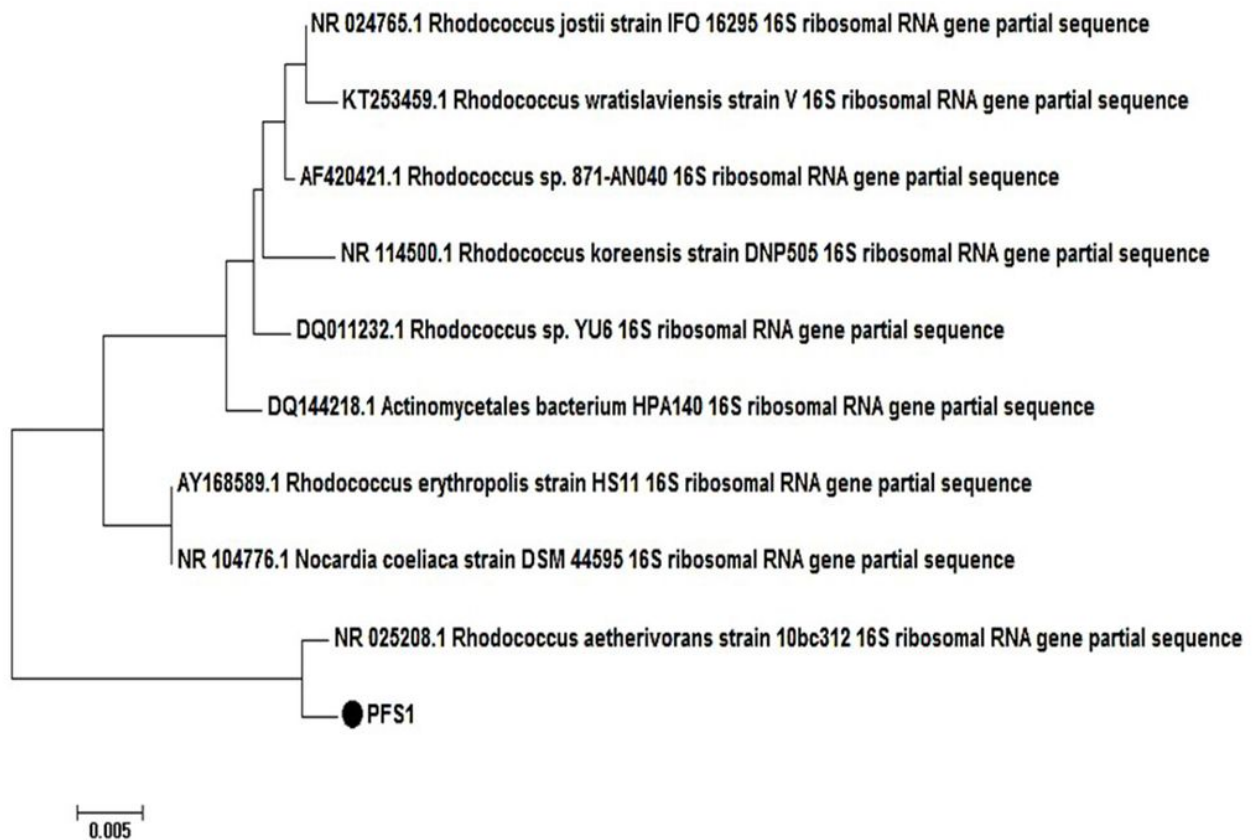 NR 024765.1 Rhodococcus jostii strain IFO 16295 16S ribosomal RNA gene partial sequence
KT253459.1 Rhodococcus wratislaviensis strain V 16S ribosomal RNA gene partial sequence
AF420421.1 Rhodococcus sp. 871-AN040 16S ribosomal RNA gene partial sequence
NR 114500.1 Rhodococcus koreensis strain DNP505 16S ribosomal RNA gene partial sequence
DQ011232.1 Rhodococcus sp. YU6 16S ribosomal RNA gene partial sequence
DQ144218.1 Actinomycetales bacterium HPA140 16S ribosomal RNA gene partial sequence
AY168589.1 Rhodococcus erythropolis strain HS11 16S ribosomal RNA gene partial sequence
NR 104776.1 Nocardia coeliaca strain DSM 44595 16S ribosomal RNA gene partial sequence
NR 025208.1 Rhodococcus aetherivorans strain 10bc312 16S ribosomal RNA gene partial sequence
PFS1
0.005